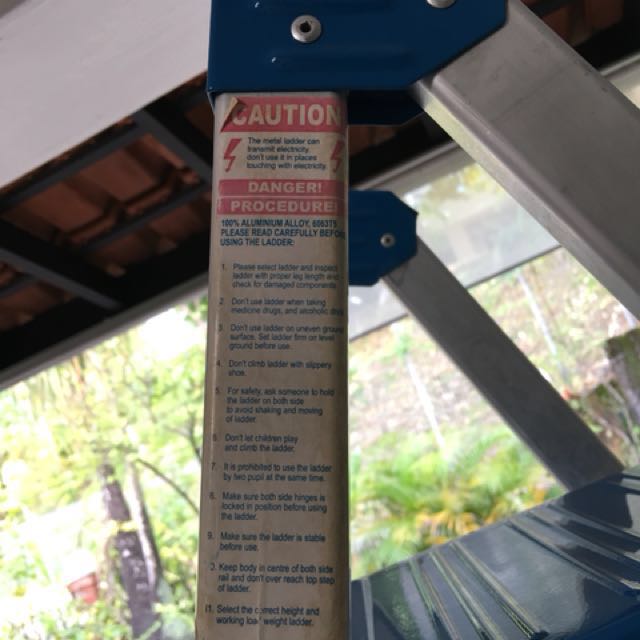 CAUTION
The metal ladder can
transmit electricity,
don't use it in places
touching with electricity.
DANGER!
PROCEDURE!
100% ALUMINIUM ALLOY, 6063T5
PLEASE READ CAREFULLY BEFO
USING THE LADDER:
1. Please select ladder and inspect
ladder with proper leg length and
check for damaged components.
2. Don't use ladder when taking
medicine drugs, and alcoholic
3. Don't use ladder on uneven ground
surface. Set ladder firm on level
ground before use.
4. Don't climb ladder with slippery
shoe.
5. For safety, ask someone to hold
the ladder on both side
to avoid shaking and moving
of ladder.
6. Don't let children play
and climb the ladder.
7. It is prohibited to use the ladder
by two pupil at the same time.
8. Make sure both side hinges is
locked in position before using
the ladder.
9. Make sure the ladder is stable
before use.
0. Keep body in centre of both side
rail and don't over reach top step
of ladder.
11. Select the correct height and
working load weight ladder.